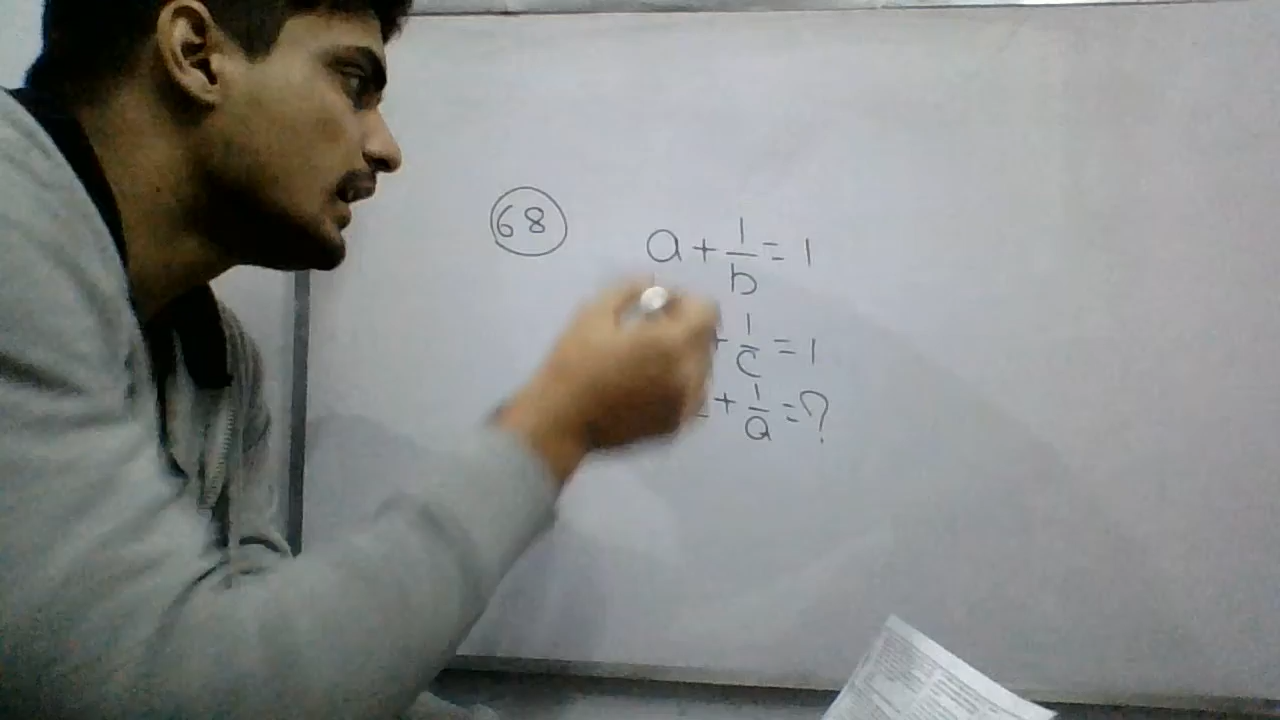 68
a + 1/b = 1
+ 1/c = 1
+ 1/a = ?